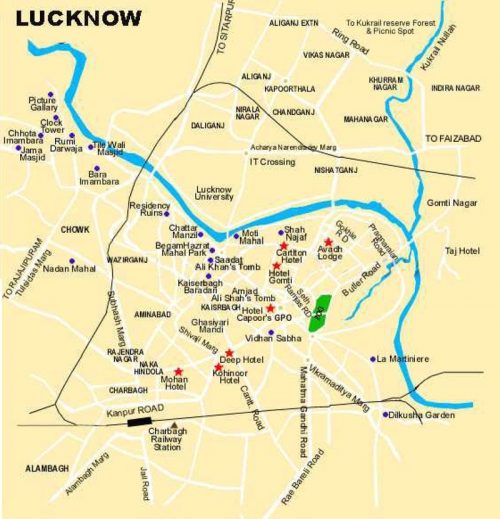 LUCKNOW
TO SITARPUR
ALIGANJ EXTN
To Kukrail reserve Forest
& Picnic Spot
Ring Road
Kukrail Nullah
VIKAS NAGAR
ALIGANJ
KAPOORTHALA
KHURRAM
NAGAR
INDIRA NAGAR
Picture
Gallary
Clock
Tower
Chhota
Imambara
Jama
Masjid
Rumi
Darwaja
Tile Wali
Masjid
Bara
Imambara
NIRALA
NAGAR
CHANDGANJ
DALIGANJ
MAHANAGAR
TO FAIZABAD
Acharya Narendradev Marg
IT Crossing
NISHATGANJ
Lucknow
University
Gomti Nagar
Residency
Ruins
CHOWK
Chattar
Manzil
Moti
Mahal
Shah
Najaf
Carlton
Hotel
Gokhle
R D
Avadh
Lodge
Road
Taj Hotel
BegamHazrat
Mahal Park
Saadat
Ali Khan's Tomb
WAZIRGANJ
Nadan Mahal
TO RAJAJIPURAM
Tulsidas Marg
Hotel
Gomti
Butler Road
Kaiserbagh
Baradari
Amjad
Ali Shah's Tomb
Subhash Marg
KAISRBAGH
Hotel
Capoor's GPO
AMINABAD
Ghasiyari
Mandi
Shivaji Marg
Vidhan Sabha
RAJENDRA
NAGAR
NAKA
HINDOLA
Deep Hotel
La Martiniere
Mohan
Hotel
Kohinoor
Hotel
CHARBAGH
Vikramaditya Marg
Kanpur ROAD
Cantt. Road
Mahatma Gandhi Road
Dilkusha Garden
Charbagh
Railway
Station
ALAMBAGH
Alambagh Marg
Jail Road
Rae Bareli Road